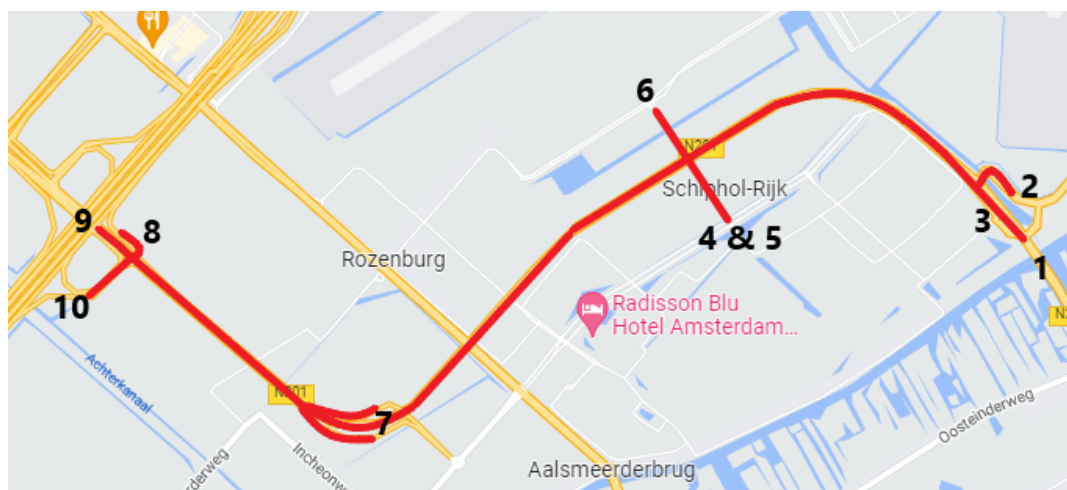 6
N201
Schiphol-Rijk
2
3
9
8
4 & 5
1
Rozenburg
10
Radisson Blu
Hotel Amsterdam...
Achterkanaal
N201
7
Oosteinderweg
Aalsmeerderbrug